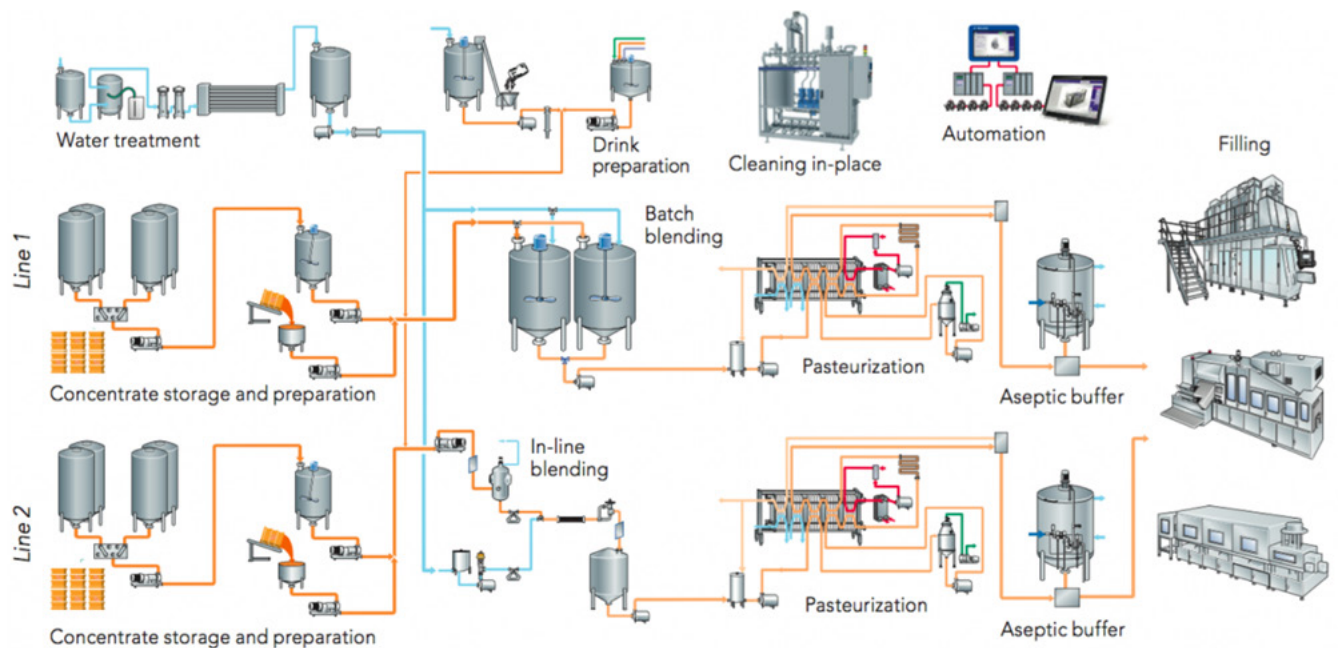 Water treatment
Drink
preparation
Cleaning in-place
Automation
Filling
Line 1
Batch
blending
Concentrate storage and preparation
Pasteurization
Aseptic buffer
Line 2
In-line
blending
Concentrate storage and preparation
Pasteurization
Aseptic buffer